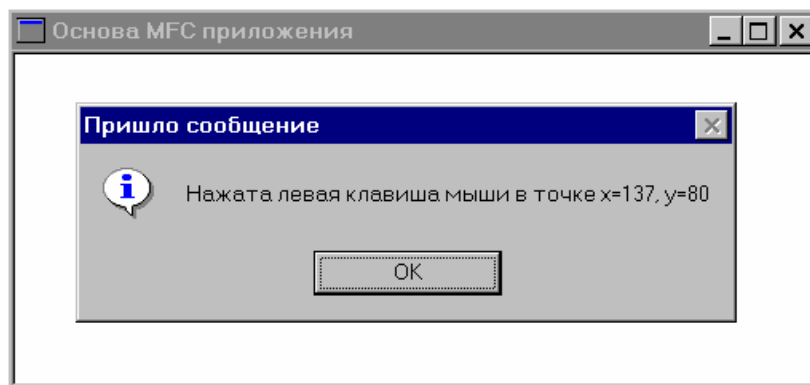 Основа MFC приложения
Пришло сообщение
Нажата левая клавиша мыши в точке x=137, y=80
OK